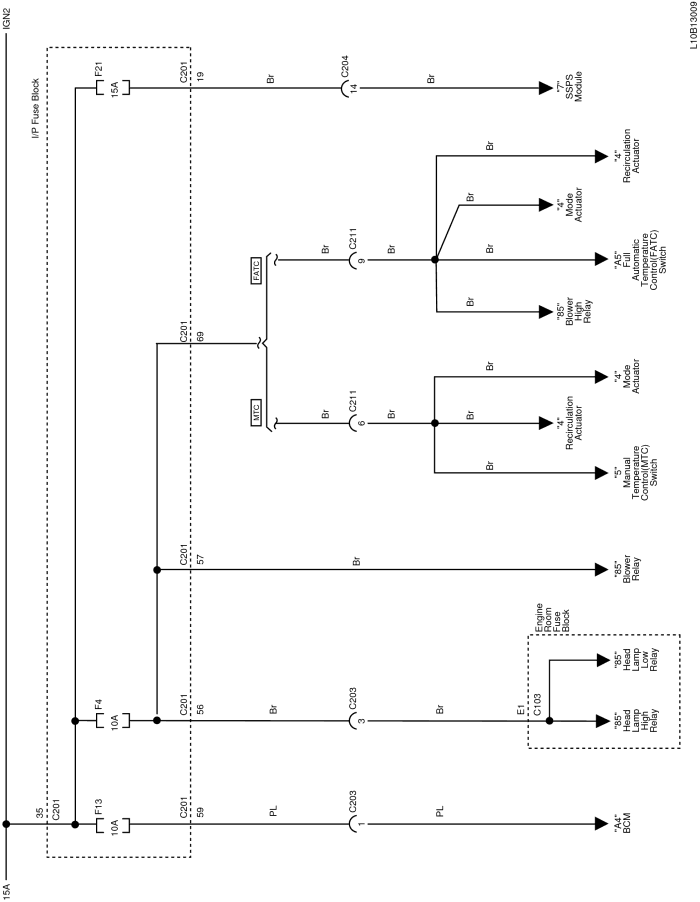 15A
IGN2
35
C201
I/P Fuse Block
F13
10A
F4
10A
F21
15A
C201
59
C201
56
C201
57
C201
69
C201
19
PL
Br
Br
Br
MTC
FATC
Br
Br
C203
1
C203
3
C211
6
C211
9
C204
14
PL
Br
Br
Br
Br
Br
Br
Br
Br
Br
Br
Br
Br
E1
C103
Engine
Room
Fuse
Block
"A4"
BCM
"85"
Head
Lamp
High
Relay
"85"
Head
Lamp
Low
Relay
"85"
Blower
Relay
"5"
Manual
Temperature
Control(MTC)
Switch
"4"
Recirculation
Actuator
"4"
Mode
Actuator
"85"
Blower
High
Relay
"A5"
Full
Automatic
Temperature
Control(FATC)
Switch
"4"
Mode
Actuator
"4"
Recirculation
Actuator
"7"
SSPS
Module
L10B13009